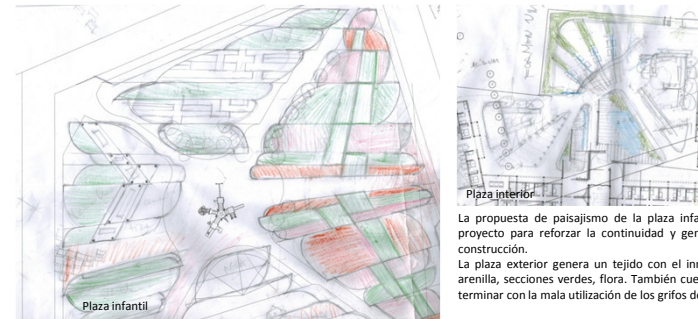 Plaza infantil
Plaza interior
La propuesta de paisajismo de la plaza infa
proyecto para reforzar la continuidad y gen
construcción.
La plaza exterior genera un tejido con el inn
arenilla, secciones verdes, flora. También cue
terminar con la mala utilización de los grifos de